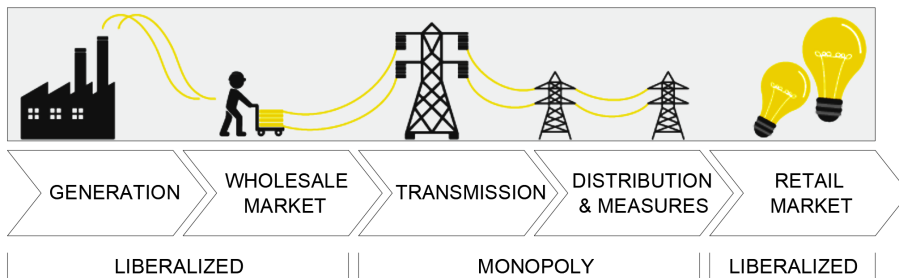 GENERATION
WHOLESALE
MARKET
TRANSMISSION
DISTRIBUTION
& MEASURES
RETAIL
MARKET
LIBERALIZED
MONOPOLY
LIBERALIZED